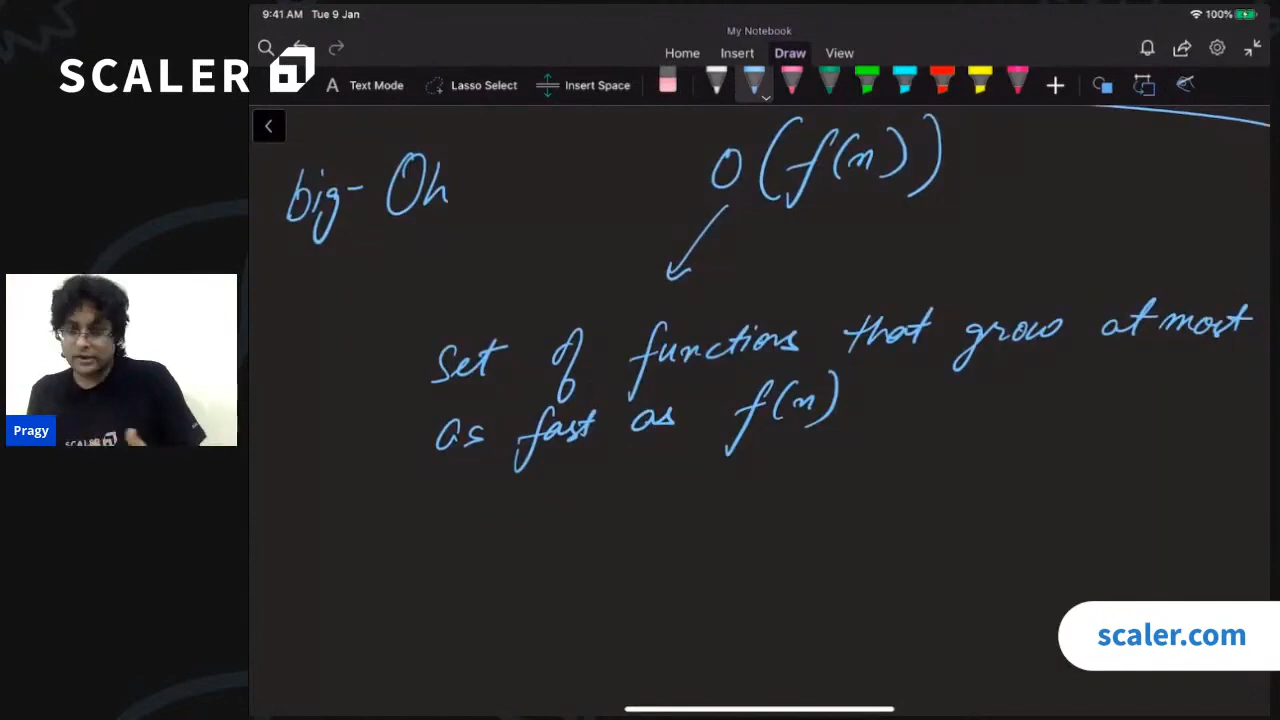 9:41 AM Tue 9 Jan
100%
My Notebook
Home Insert Draw View
SCALER
A Text Mode Lasso Select Insert Space
big-Oh
O(f(n))
Set of functions that grow at most
as fast as f(n)
SCALER
Pragy
scaler.com